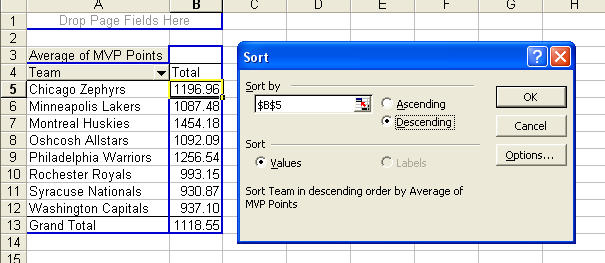 A B C D E F G H
1 Drop Page Fields Here
2
3 Average of MVP Points
4 Team Total
5 Chicago Zephyrs 1196.96
6 Minneapolis Lakers 1087.48
7 Montreal Huskies 1454.18
8 Oshcosh Allstars 1092.09
9 Philadelphia Warriors 1256.54
10 Rochester Royals 993.15
11 Syracuse Nationals 930.87
12 Washington Capitals 937.10
13 Grand Total 1118.55
14
15
Sort
Sort by
$B$5
Ascending
Descending
OK
Cancel
Options...
Sort
Values
Labels
Sort Team in descending order by Average of
MVP Points